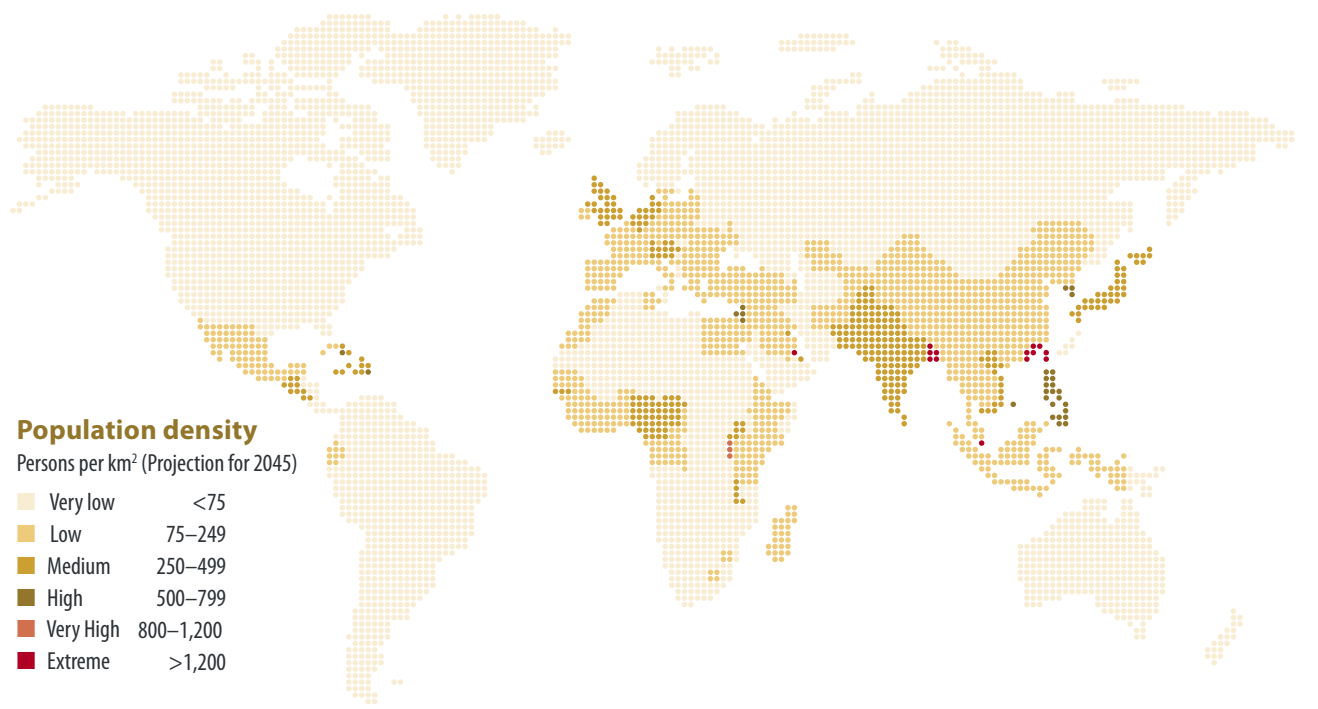 Population density
Persons per km² (Projection for 2045)
Very low <75
Low 75–249
Medium 250–499
High 500–799
Very High 800–1,200
Extreme >1,200